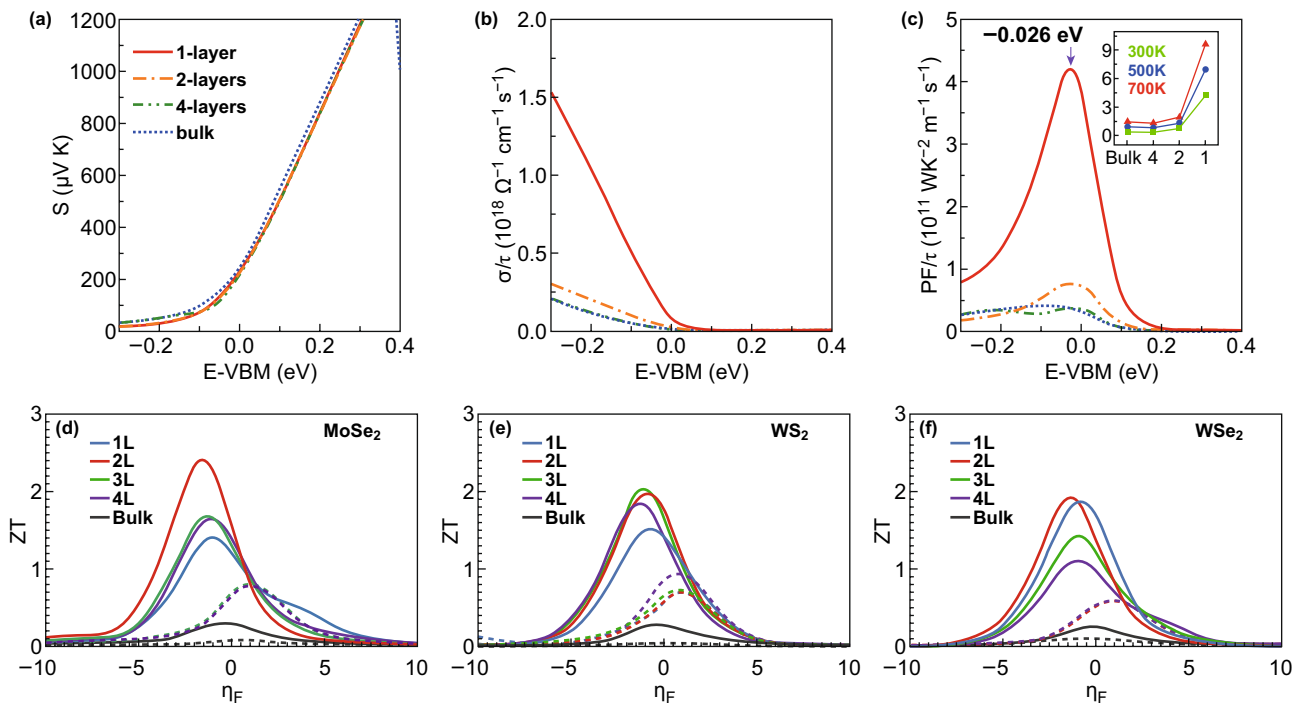 (a)
1200
1000
800
600
400
200
0
S (μV K)
1-layer
2-layers
4-layers
bulk
−0.2 0.0 0.2 0.4
E-VBM (eV)
(b)
2.0
1.5
1.0
0.5
0.0
σ/τ (10¹⁸ Ω⁻¹ cm⁻¹ s⁻¹)
−0.2 0.0 0.2 0.4
E-VBM (eV)
(c)
5
4
3
2
1
0
PF/τ (10¹¹ WK⁻² m⁻¹ s⁻¹)
−0.026 eV
300K
500K
700K
9
6
3
0
Bulk 4 2 1
−0.2 0.0 0.2 0.4
E-VBM (eV)
(d)
MoSe₂
1L
2L
3L
4L
Bulk
3
2
1
0
ZT
−10 −5 0 5 10
η_F
(e)
WS₂
1L
2L
3L
4L
Bulk
3
2
1
0
ZT
−10 −5 0 5 10
η_F
(f)
WSe₂
1L
2L
3L
4L
Bulk
3
2
1
0
ZT
−10 −5 0 5 10
η_F